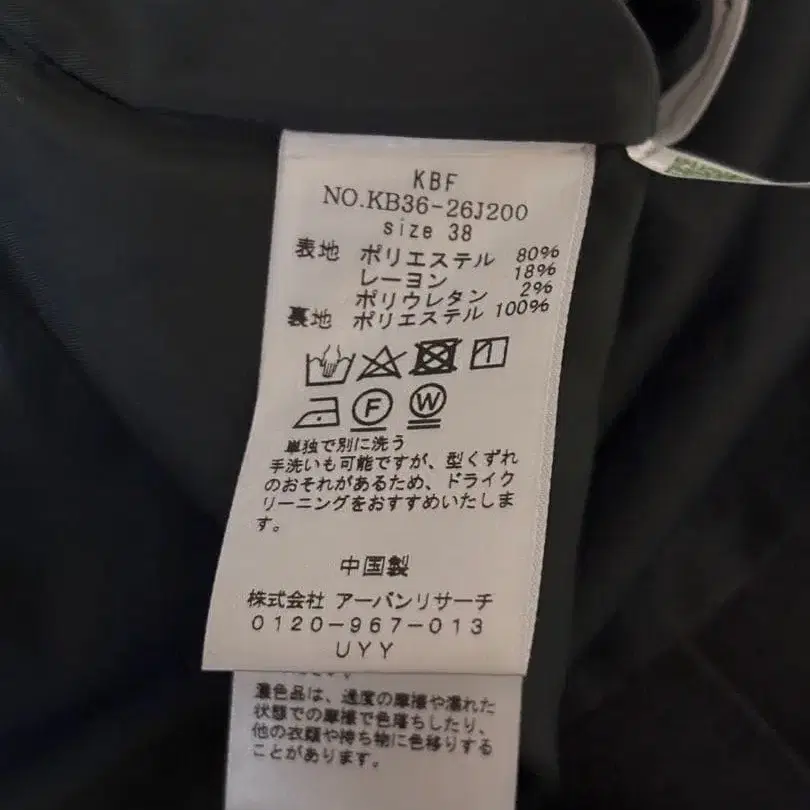 KBF
NO.KB36-26J200
size 38
表地 ポリエステル 80%
レーヨン 18%
ポリウレタン 2%
裏地 ポリエステル 100%
F W
単独で別に洗う
手洗いも可能ですが、型くずれ
のおそれがあるため、ドライク
リーニングをおすすめいたしま
す。
中国製
株式会社 アーバンリサーチ
0120-967-013
UYY
濃色品は、過度の摩擦や濡れた
状態での摩擦で色落ちしたり、
他の衣類や持ち物に色移りする
ことがあります。